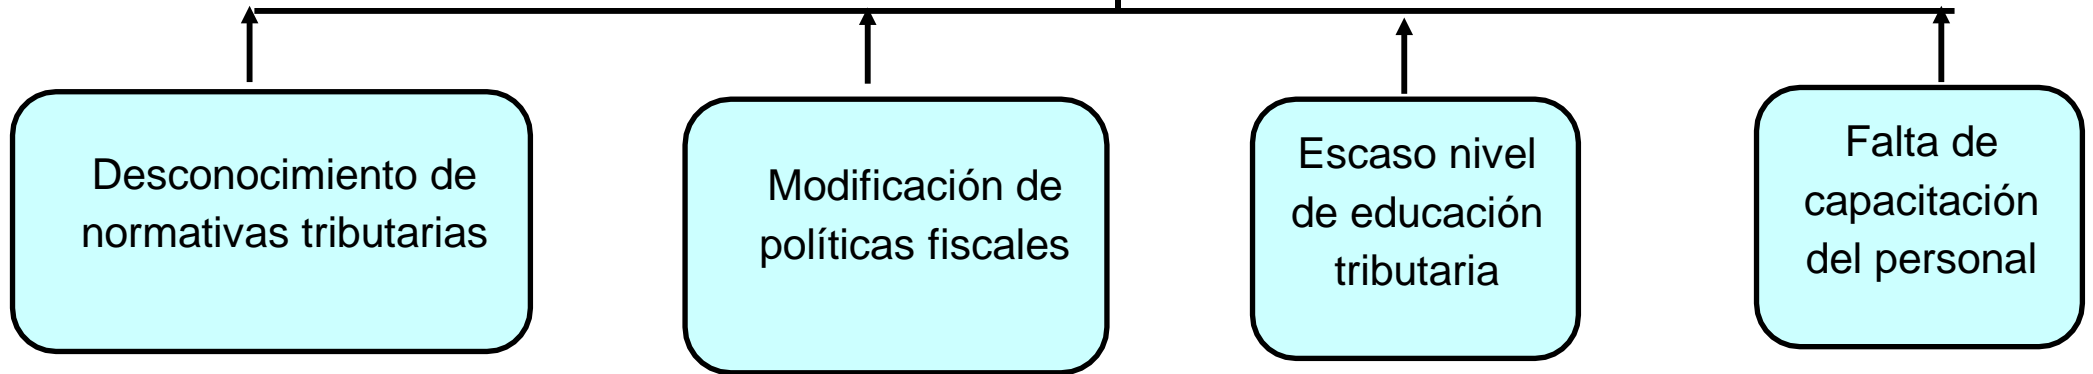 Desconocimiento de
normativas tributarias
Modificación de
políticas fiscales
Escaso nivel
de educación
tributaria
Falta de
capacitación
del personal